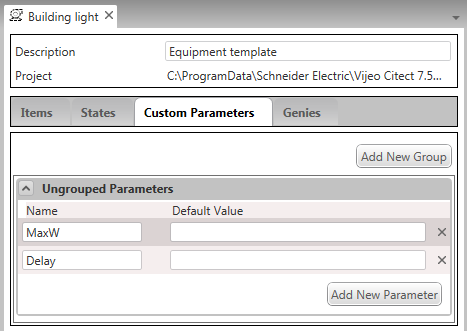 Building light
Description Equipment template
Project C:\ProgramData\Schneider Electric\Vijeo Citect 7.5...
Items States Custom Parameters Genies
Add New Group
Ungrouped Parameters
Name Default Value
MaxW
Delay
Add New Parameter